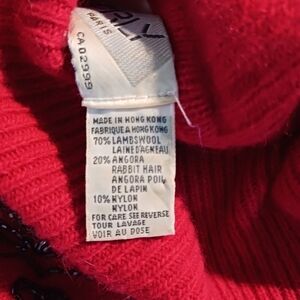 PARIS
CA 02999
MADE IN HONG KONG
FABRIQUE A HONG KONG
70% LAMBSWOOL
LAINE D'AGNEAU
20% ANGORA
RABBIT HAIR
ANGORA POIL
DE LAPIN
10% NYLON
NYLON
FOR CARE SEE REVERSE
TOUR LAVAGE
VOIR AU DOSE